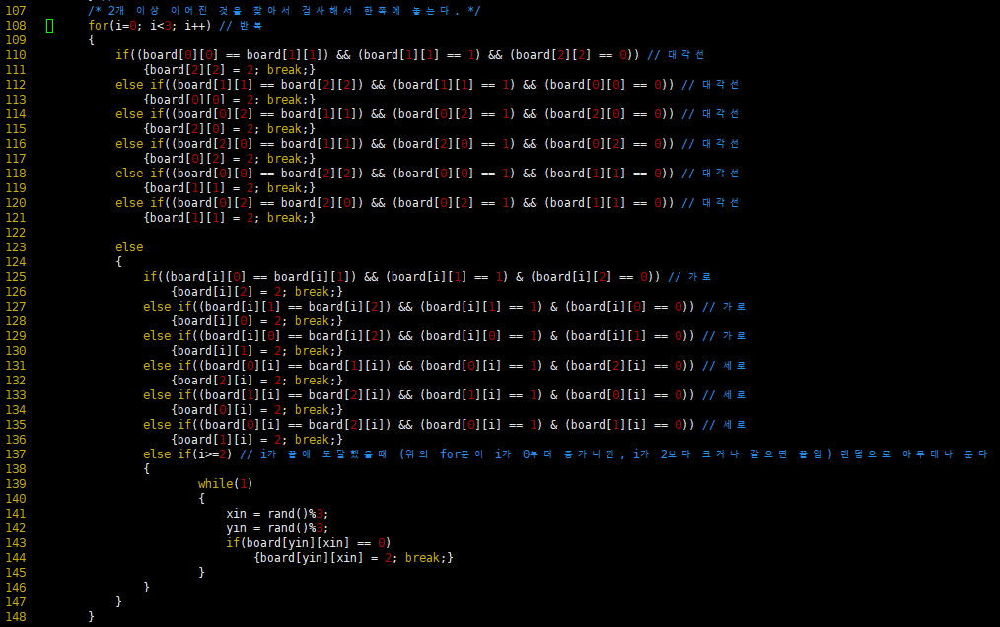 107 /* 2개 이상 이어진 것을 찾아서 검사해서 한쪽에 놓는다. */
108 for(i=0; i<3; i++) // 반복
109 {
110 if((board[0][0] == board[1][1]) && (board[1][1] == 1) && (board[2][2] == 0)) // 대각선
111 {board[2][2] = 2; break;}
112 else if((board[1][1] == board[2][2]) && (board[1][1] == 1) && (board[0][0] == 0)) // 대각선
113 {board[0][0] = 2; break;}
114 else if((board[0][2] == board[1][1]) && (board[0][2] == 1) && (board[2][0] == 0)) // 대각선
115 {board[2][0] = 2; break;}
116 else if((board[2][0] == board[1][1]) && (board[2][0] == 1) && (board[0][2] == 0)) // 대각선
117 {board[0][2] = 2; break;}
118 else if((board[0][0] == board[2][2]) && (board[0][0] == 1) && (board[1][1] == 0)) // 대각선
119 {board[1][1] = 2; break;}
120 else if((board[0][2] == board[2][0]) && (board[0][2] == 1) && (board[1][1] == 0)) // 대각선
121 {board[1][1] = 2; break;}
122
123 else
124 {
125 if((board[i][0] == board[i][1]) && (board[i][1] == 1) & (board[i][2] == 0)) // 가로
126 {board[i][2] = 2; break;}
127 else if((board[i][1] == board[i][2]) && (board[i][1] == 1) & (board[i][0] == 0)) // 가로
128 {board[i][0] = 2; break;}
129 else if((board[i][0] == board[i][2]) && (board[i][0] == 1) & (board[i][1] == 0)) // 가로
130 {board[i][1] = 2; break;}
131 else if((board[0][i] == board[1][i]) && (board[0][i] == 1) & (board[2][i] == 0)) // 세로
132 {board[2][i] = 2; break;}
133 else if((board[1][i] == board[2][i]) && (board[1][i] == 1) & (board[0][i] == 0)) // 세로
134 {board[0][i] = 2; break;}
135 else if((board[0][i] == board[2][i]) && (board[0][i] == 1) & (board[1][i] == 0)) // 세로
136 {board[1][i] = 2; break;}
137 else if(i>=2) // i가 끝에 도달했을때 (위의 for문이 i가 0부터 증가니깐, i가 2보다 크거나 같으면 끝임) 랜덤으로 아무데나 둔다
138 {
139 while(1)
140 {
141 xin = rand()%3;
142 yin = rand()%3;
143 if(board[yin][xin] == 0)
144 {board[yin][xin] = 2; break;}
145 }
146 }
147 }
148 }